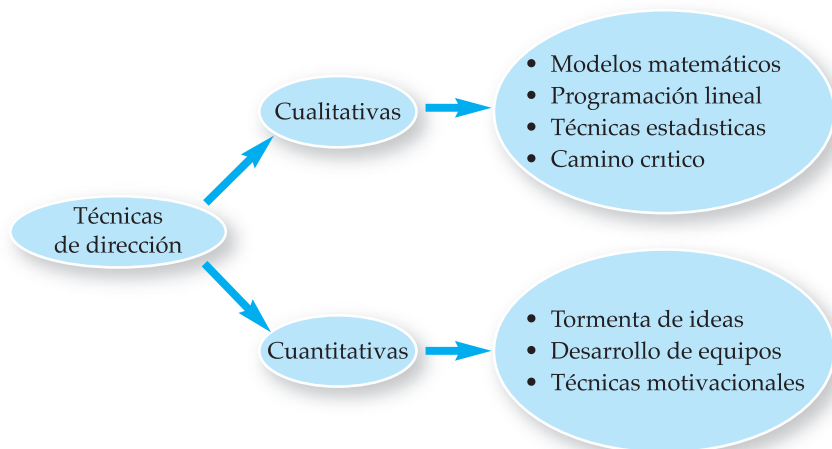 Técnicas
de dirección
Cualitativas
• Modelos matemáticos
• Programación lineal
• Técnicas estadısticas
• Camino crıtico
Cuantitativas
• Tormenta de ideas
• Desarrollo de equipos
• Técnicas motivacionales